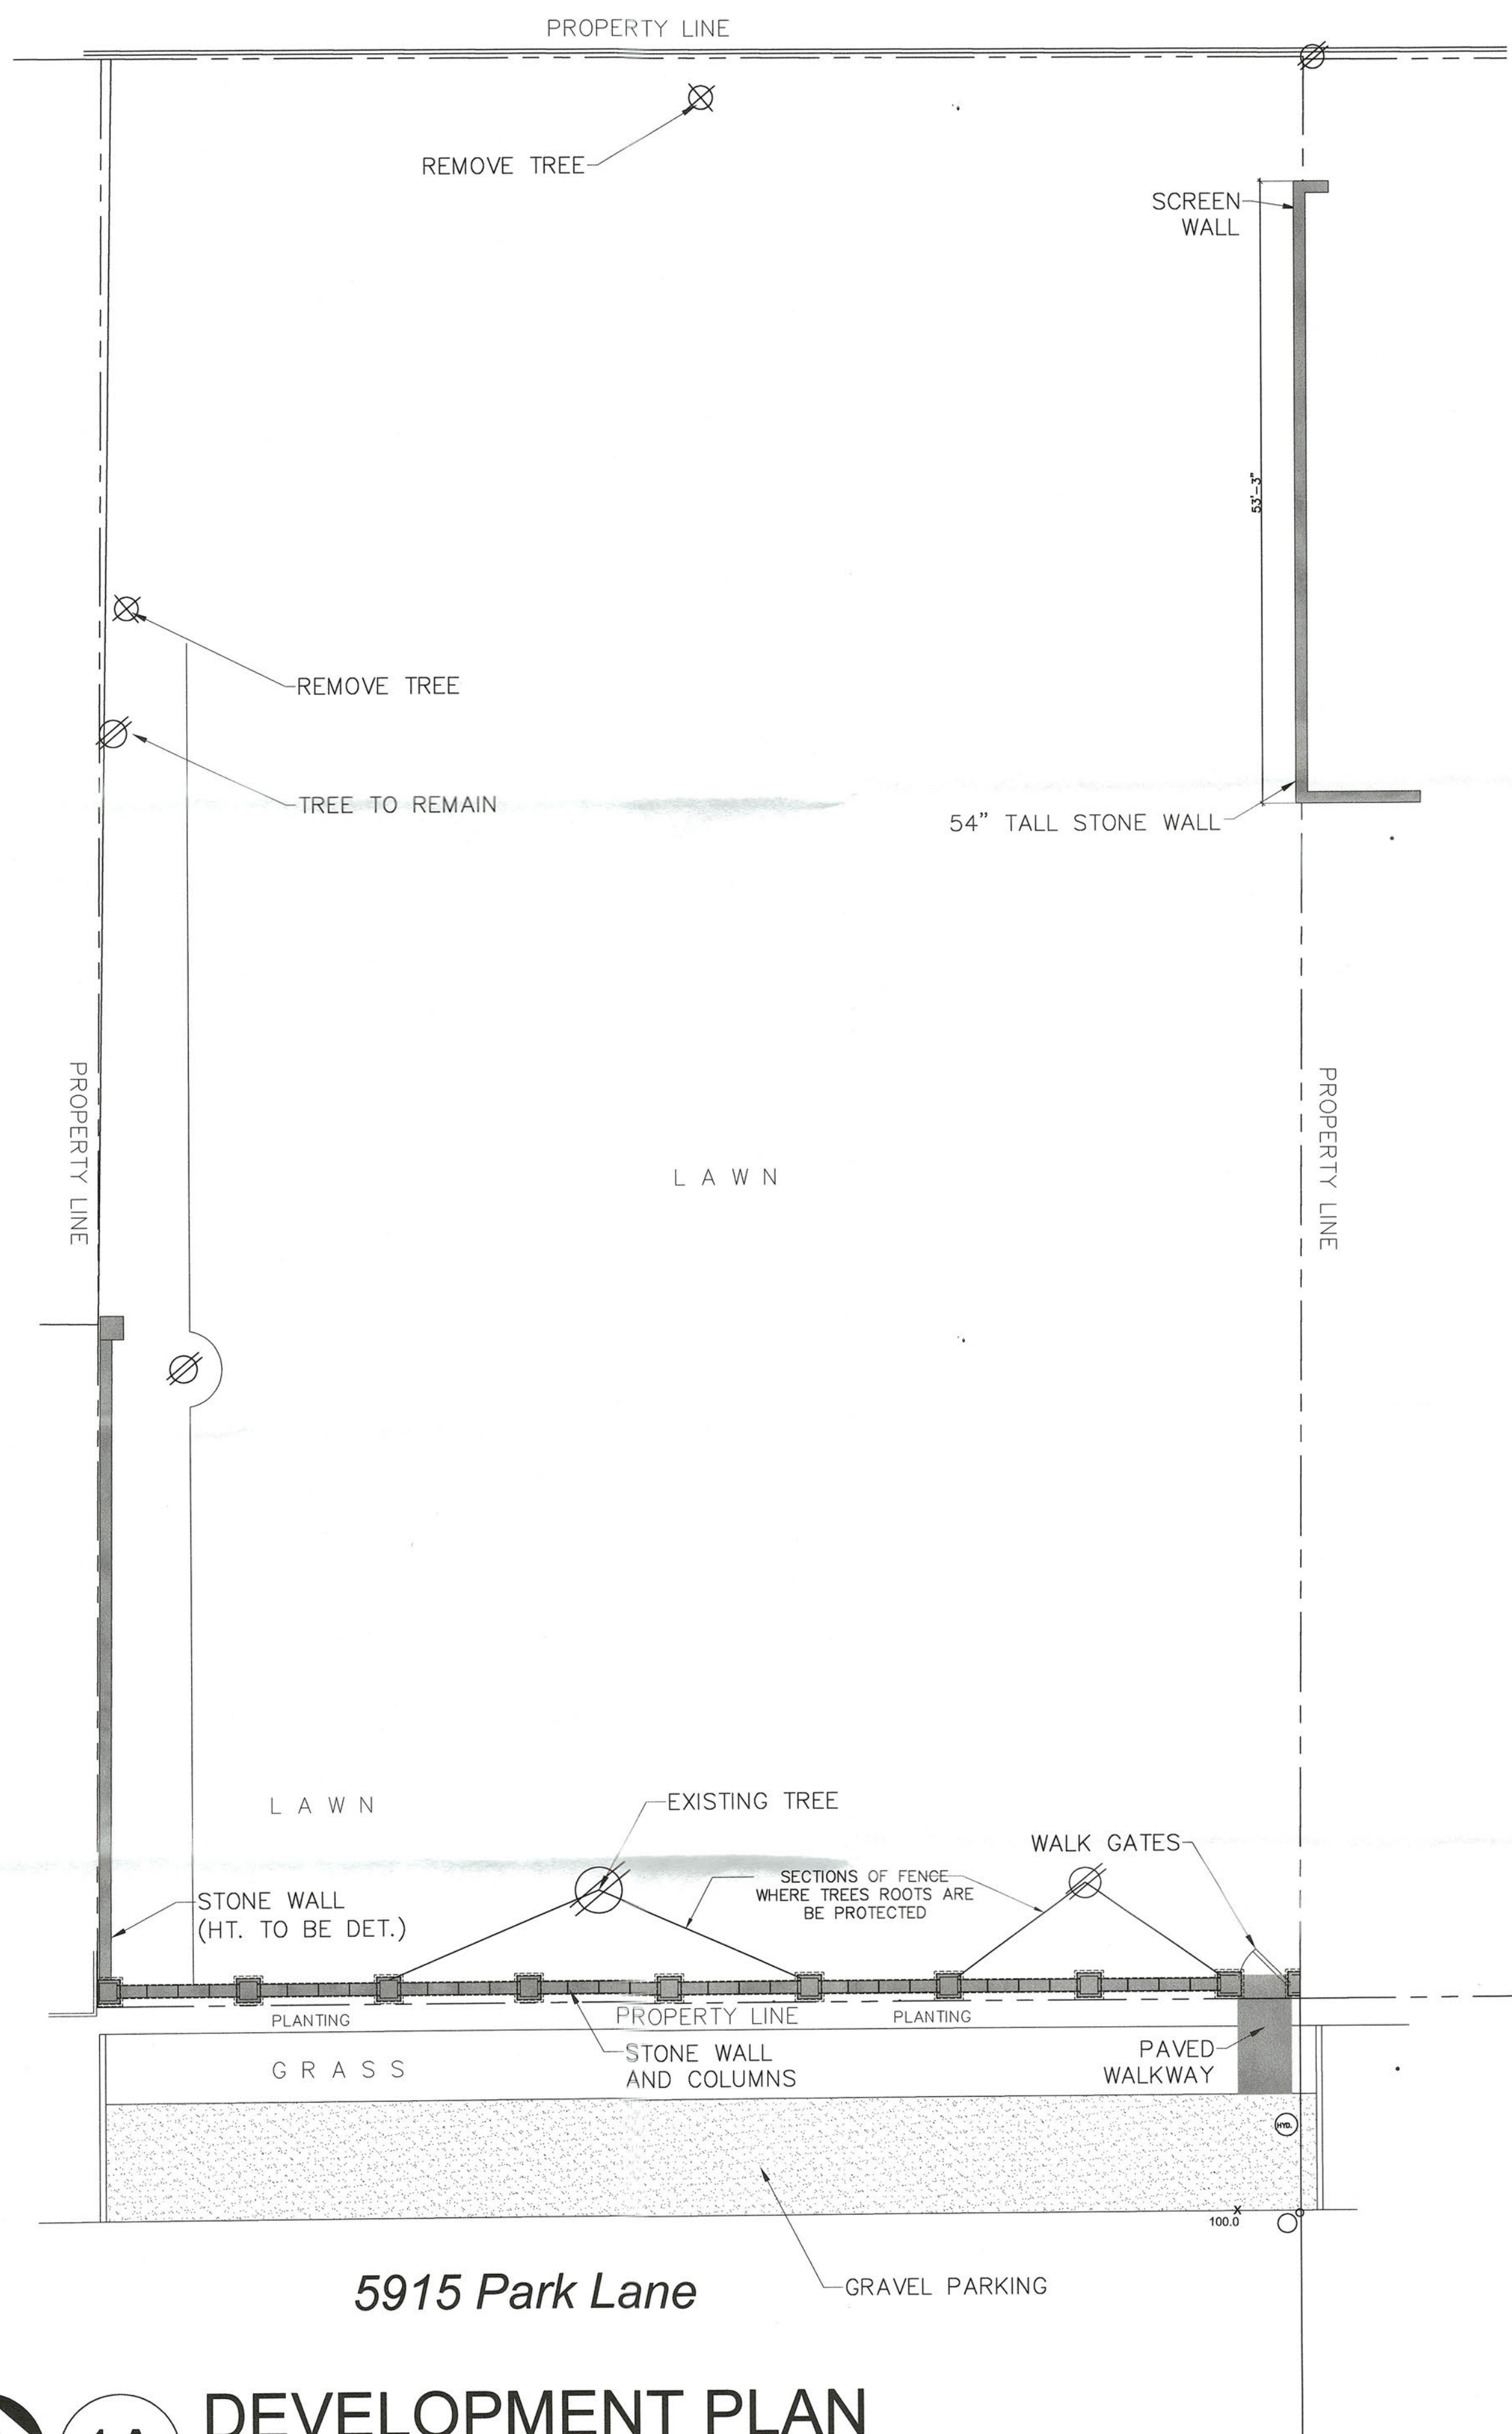 PROPERTY LINE
REMOVE TREE
SCREEN
WALL
53'-3"
REMOVE TREE
TREE TO REMAIN
54" TALL STONE WALL
PROPERTY LINE
PROPERTY LINE
LAWN
LAWN
EXISTING TREE
WALK GATES
SECTIONS OF FENCE
WHERE TREES ROOTS ARE
BE PROTECTED
STONE WALL
(HT. TO BE DET.)
PLANTING
PROPERTY LINE
PLANTING
GRASS
STONE WALL
AND COLUMNS
PAVED
WALKWAY
HYD.
X
100.0
5915 Park Lane
GRAVEL PARKING
DEVELOPMENT PLAN